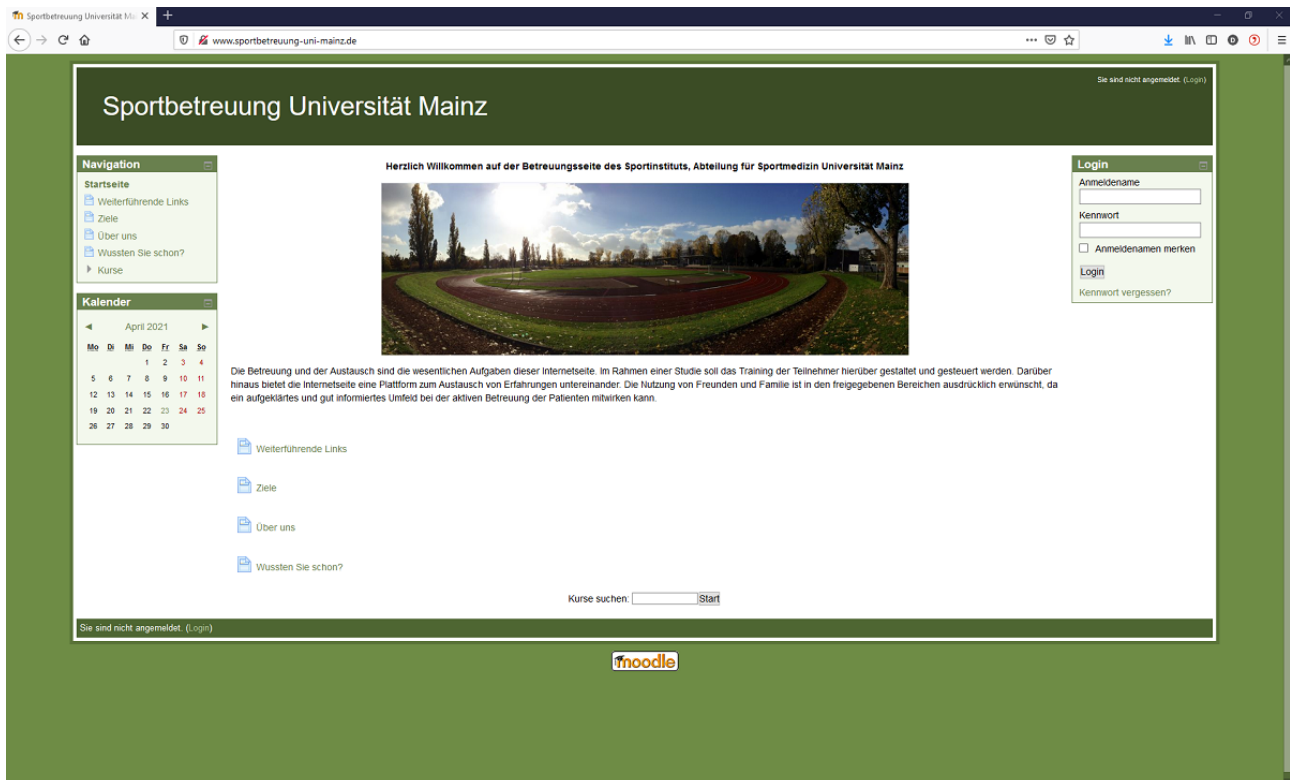 Sportbetreuung Universität Ma
www.sportbetreuung-uni-mainz.de
Sie sind nicht angemeldet. (Login)
Sportbetreuung Universität Mainz
Navigation
Startseite
Weiterführende Links
Ziele
Über uns
Wussten Sie schon?
Kurse
Kalender
April 2021
Mo Di Mi Do Fr Sa So
1 2 3 4
5 6 7 8 9 10 11
12 13 14 15 16 17 18
19 20 21 22 23 24 25
26 27 28 29 30
Herzlich Willkommen auf der Betreuungsseite des Sportinstituts, Abteilung für Sportmedizin Universität Mainz
Die Betreuung und der Austausch sind die wesentlichen Aufgaben dieser Internetseite. Im Rahmen einer Studie soll das Training der Teilnehmer hierüber gestaltet und gesteuert werden. Darüber
hinaus bietet die Internetseite eine Plattform zum Austausch von Erfahrungen untereinander. Die Nutzung von Freunden und Familie ist in den freigegebenen Bereichen ausdrücklich erwünscht, da
ein aufgeklärtes und gut informiertes Umfeld bei der aktiven Betreuung der Patienten mitwirken kann.
Weiterführende Links
Ziele
Über uns
Wussten Sie schon?
Kurse suchen: Start
Login
Anmeldename
Kennwort
Anmeldenamen merken
Login
Kennwort vergessen?
Sie sind nicht angemeldet. (Login)
moodle